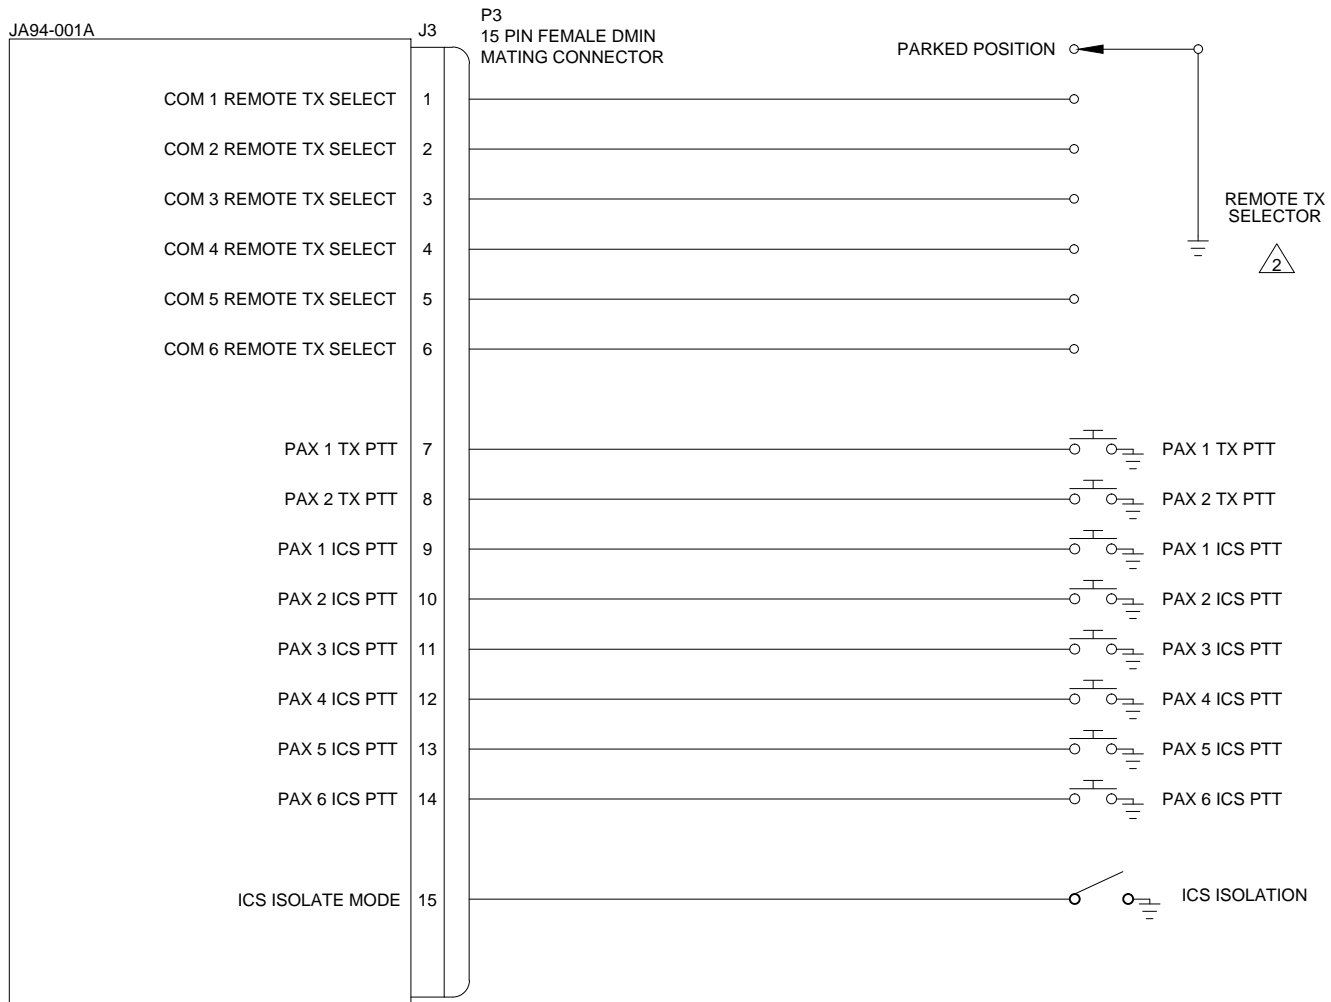 JA94-001A
J3
P3
15 PIN FEMALE DMIN
MATING CONNECTOR
PARKED POSITION
COM 1 REMOTE TX SELECT 1
COM 2 REMOTE TX SELECT 2
COM 3 REMOTE TX SELECT 3
COM 4 REMOTE TX SELECT 4
COM 5 REMOTE TX SELECT 5
COM 6 REMOTE TX SELECT 6
REMOTE TX
SELECTOR
2
PAX 1 TX PTT 7 PAX 1 TX PTT
PAX 2 TX PTT 8 PAX 2 TX PTT
PAX 1 ICS PTT 9 PAX 1 ICS PTT
PAX 2 ICS PTT 10 PAX 2 ICS PTT
PAX 3 ICS PTT 11 PAX 3 ICS PTT
PAX 4 ICS PTT 12 PAX 4 ICS PTT
PAX 5 ICS PTT 13 PAX 5 ICS PTT
PAX 6 ICS PTT 14 PAX 6 ICS PTT
ICS ISOLATE MODE 15 ICS ISOLATION